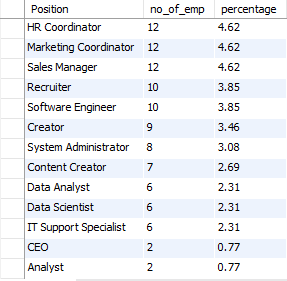 Position no_of_emp percentage
HR Coordinator 12 4.62
Marketing Coordinator 12 4.62
Sales Manager 12 4.62
Recruiter 10 3.85
Software Engineer 10 3.85
Creator 9 3.46
System Administrator 8 3.08
Content Creator 7 2.69
Data Analyst 6 2.31
Data Scientist 6 2.31
IT Support Specialist 6 2.31
CEO 2 0.77
Analyst 2 0.77